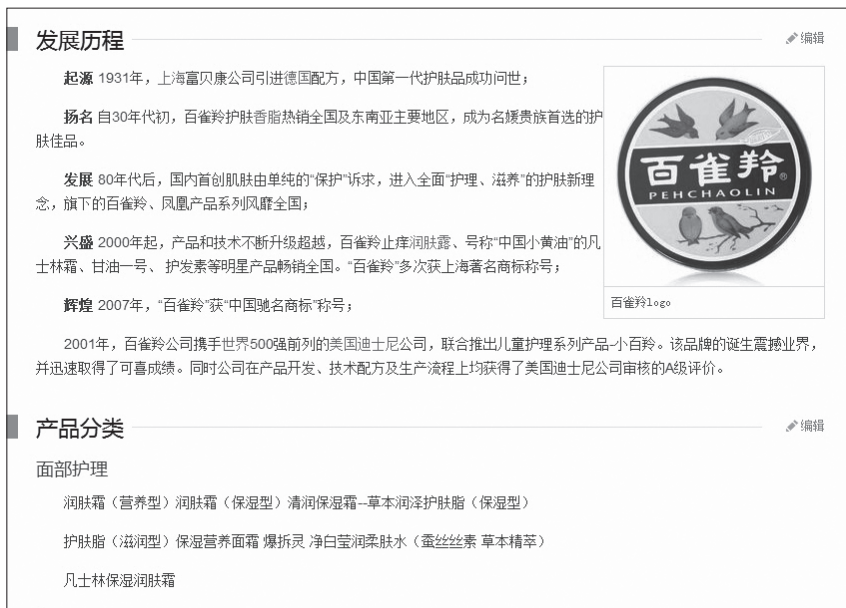 发展历程
编辑
起源 1931年，上海富贝康公司引进德国配方，中国第一代护肤品成功问世；
扬名 自30年代初，百雀羚护肤香脂热销全国及东南亚主要地区，成为名媛贵族首选的护
肤佳品。
发展 80年代后，国内首创肌肤由单纯的“保护”诉求，进入全面“护理、滋养”的护肤新理
念，旗下的百雀羚、凤凰产品系列风靡全国；
兴盛 2000年起，产品和技术不断升级超越，百雀羚止痒润肤露、号称“中国小黄油”的凡
士林霜、甘油一号、 护发素等明星产品畅销全国。“百雀羚”多次获上海著名商标称号；
辉煌 2007年，“百雀羚”获“中国驰名商标”称号；
百雀羚®
PEHCHAOLIN
百雀羚logo
2001年，百雀羚公司携手世界500强前列的美国迪士尼公司，联合推出儿童护理系列产品-小百羚。该品牌的诞生震撼业界，
并迅速取得了可喜成绩。同时公司在产品开发、技术配方及生产流程上均获得了美国迪士尼公司审核的A级评价。
产品分类
编辑
面部护理
润肤霜（营养型）润肤霜（保湿型）清润保湿霜--草本润泽护肤脂（保湿型）
护肤脂（滋润型）保湿营养面霜 爆拆灵 净白莹润柔肤水（蚕丝丝素 草本精萃）
凡士林保湿润肤霜